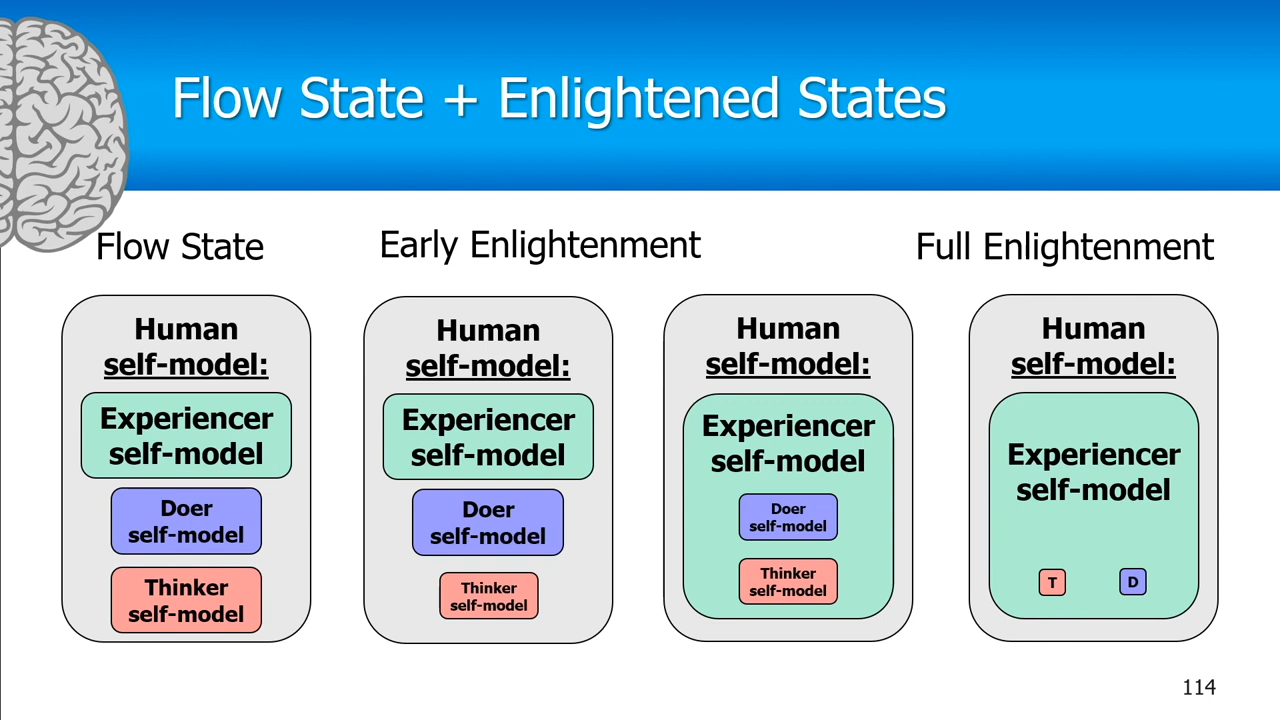 Flow State + Enlightened States
Flow State
Early Enlightenment
Full Enlightenment
Human
self-model:
Experiencer
self-model
Doer
self-model
Thinker
self-model
Human
self-model:
Experiencer
self-model
Doer
self-model
Thinker
self-model
Human
self-model:
Experiencer
self-model
Doer
self-model
Thinker
self-model
Human
self-model:
Experiencer
self-model
T
D
114